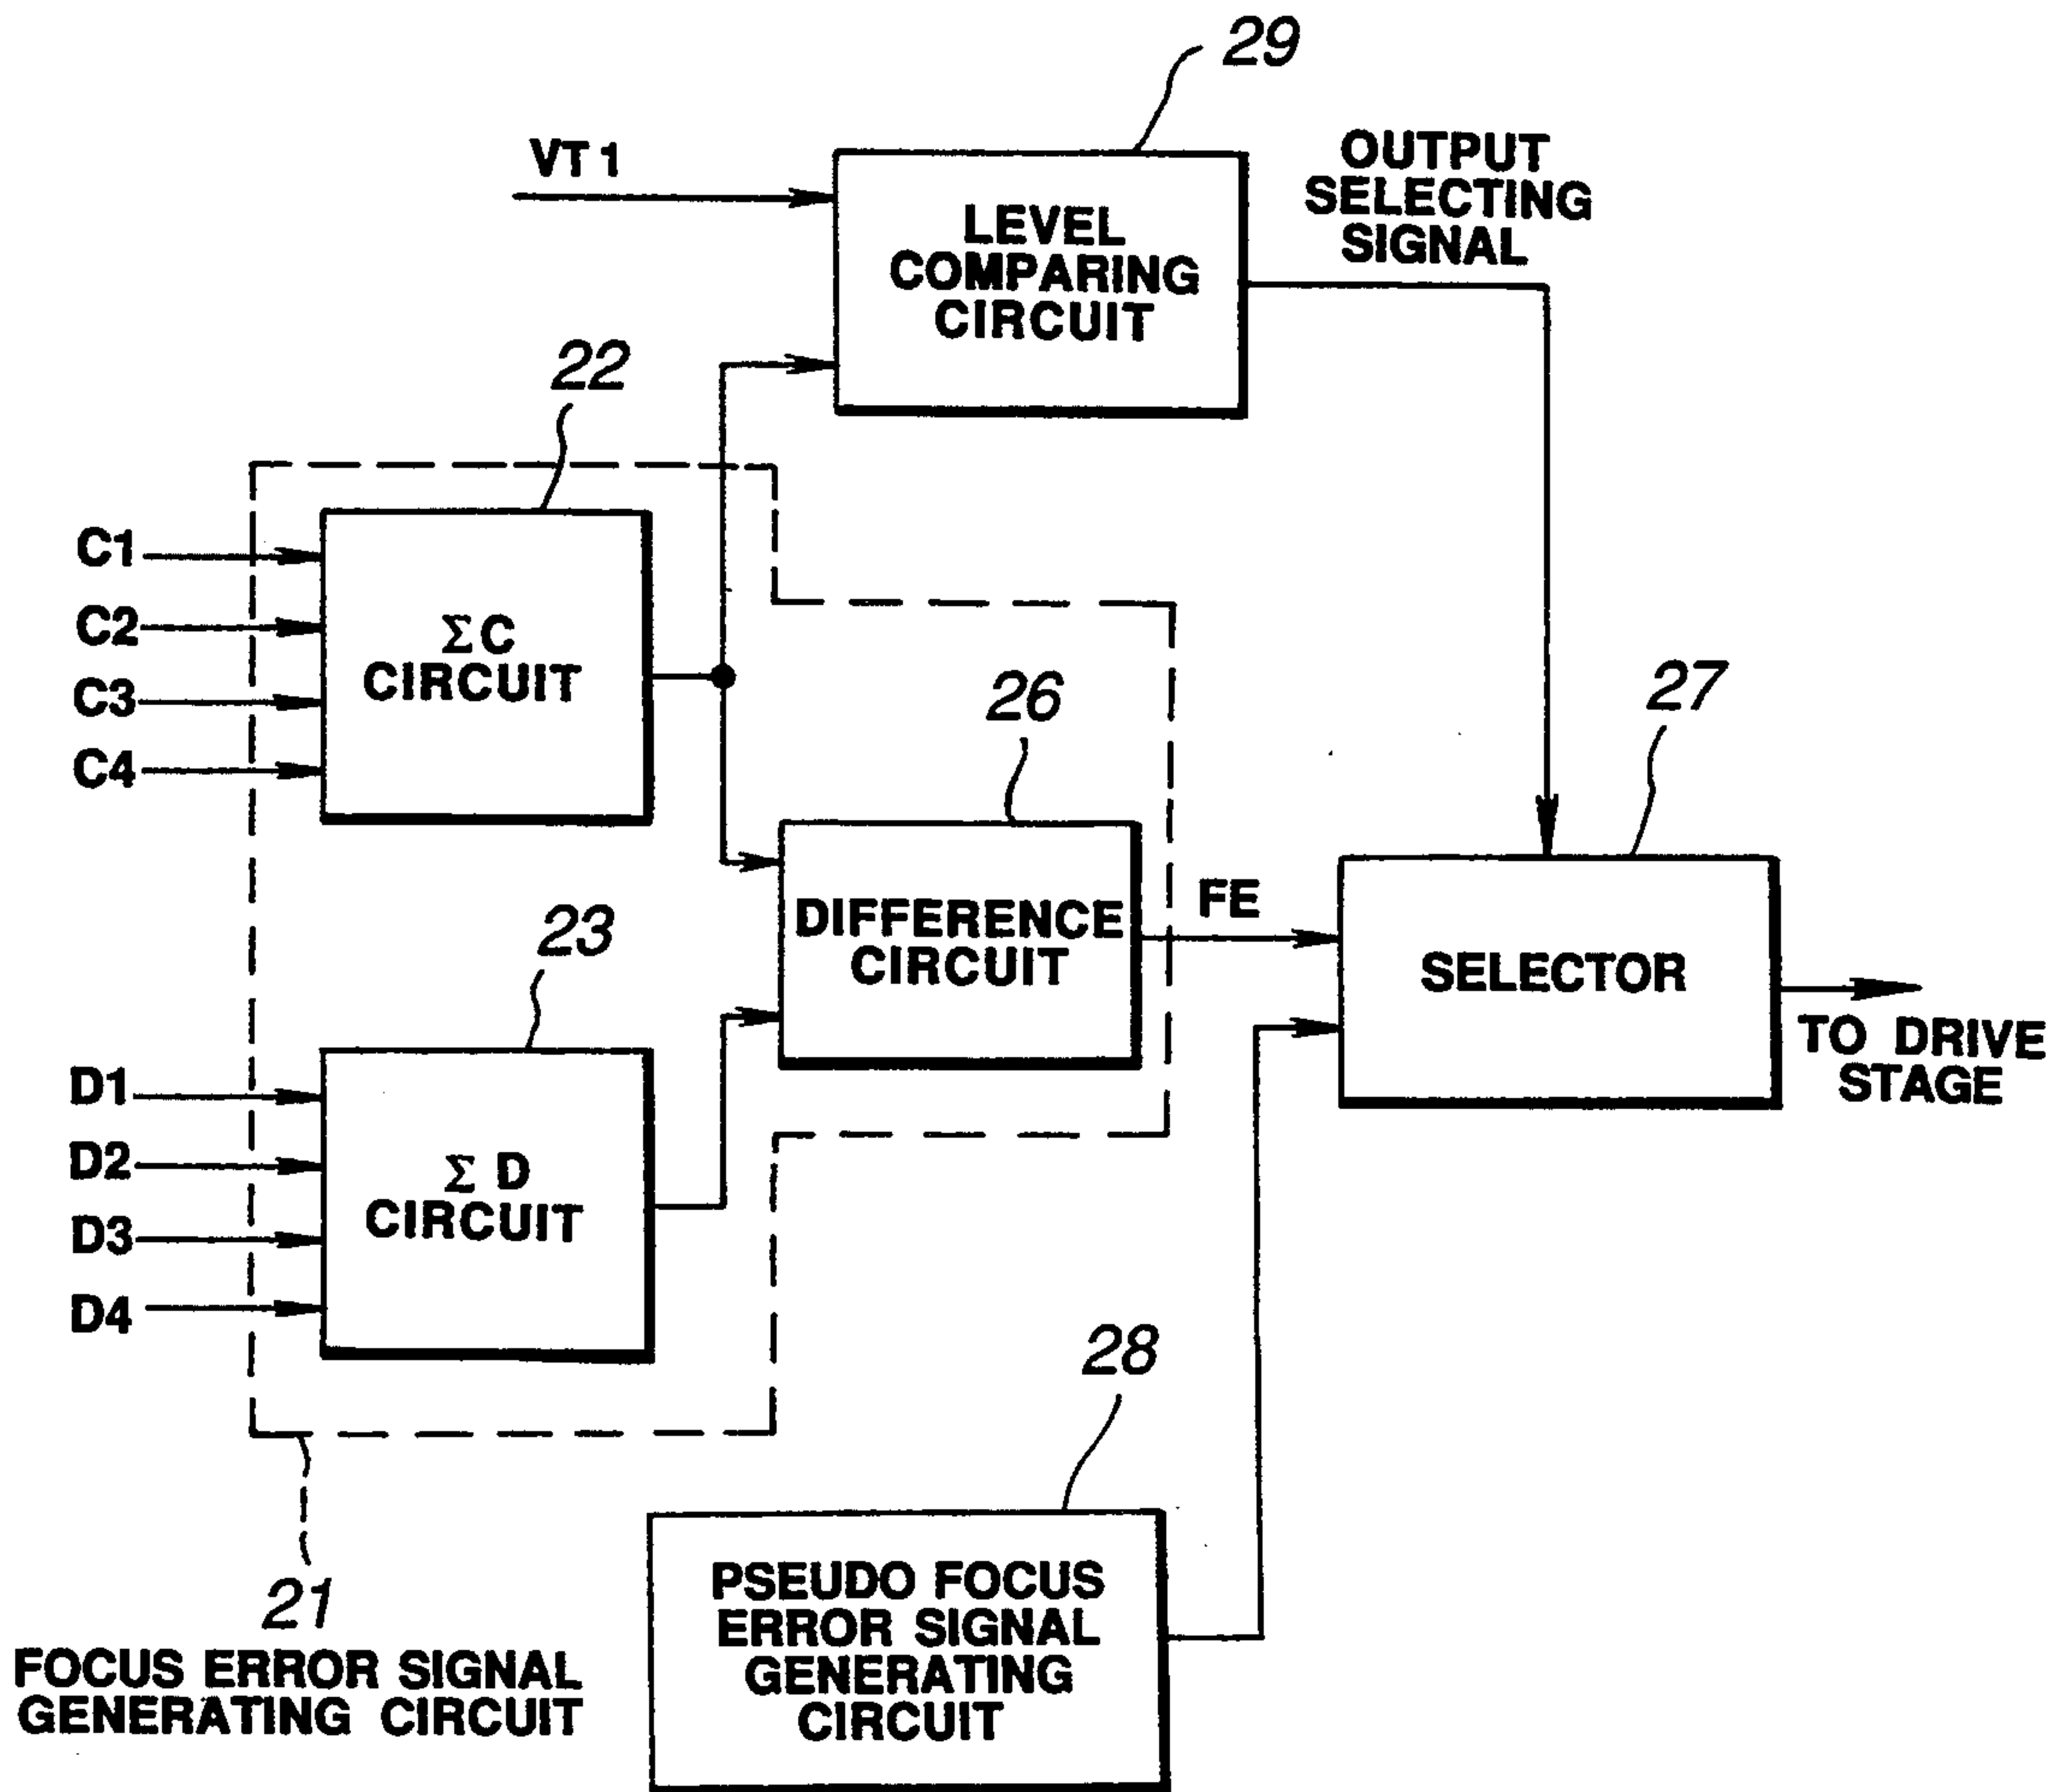 29
VT 1
OUTPUT
SELECTING
SIGNAL
LEVEL
COMPARING
CIRCUIT
22
C1
C2
C3
C4
ΣC
CIRCUIT
26
27
DIFFERENCE
CIRCUIT
FE
SELECTOR
TO DRIVE
STAGE
23
D1
D2
D3
D4
Σ D
CIRCUIT
28
21
FOCUS ERROR SIGNAL
GENERATING CIRCUIT
PSEUDO FOCUS
ERROR SIGNAL
GENERATING
CIRCUIT